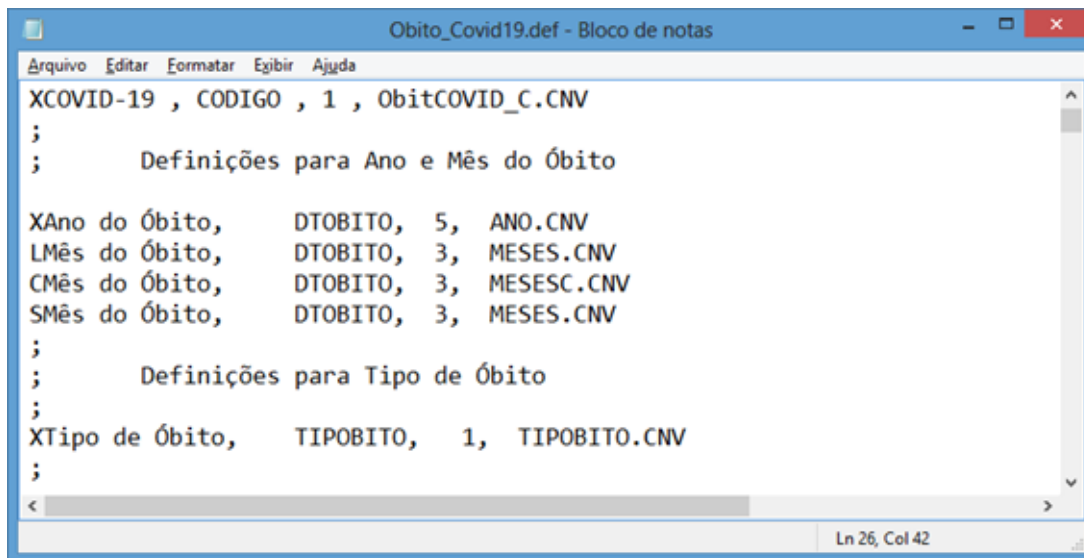 Obito_Covid19.def - Bloco de notas
Arquivo Editar Formatar Exibir Ajuda
XCOVID-19 , CODIGO , 1 , ObitCOVID_C.CNV
;
; Definições para Ano e Mês do Óbito
XAno do Óbito, DTOBITO, 5, ANO.CNV
LMês do Óbito, DTOBITO, 3, MESES.CNV
CMês do Óbito, DTOBITO, 3, MESESC.CNV
SMês do Óbito, DTOBITO, 3, MESES.CNV
;
; Definições para Tipo de Óbito
;
XTipo de Óbito, TIPOBITO, 1, TIPOBITO.CNV
;
Ln 26, Col 42